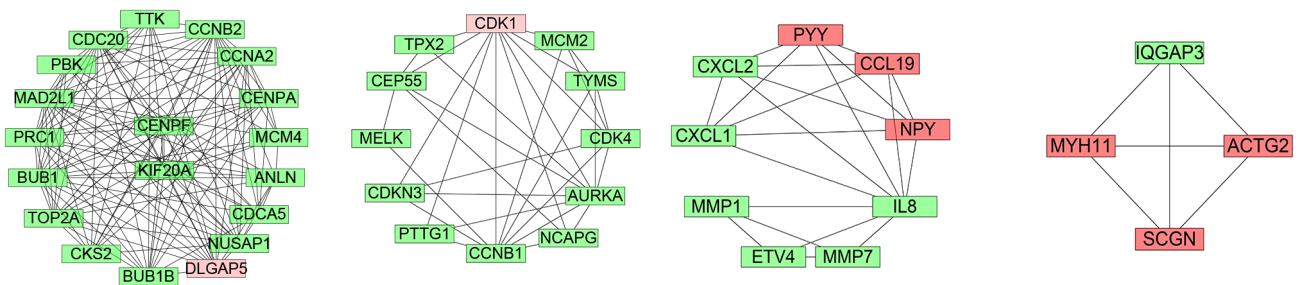 TTK
CCNB2
CDC20
CCNA2
PBK
MAD2L1
CENPA
CENPF
PRC1
MCM4
KIF20A
BUB1
ANLN
TOP2A
CDCA5
CKS2
NUSAP1
DLGAP5
BUB1B
CDK1
TPX2
MCM2
CEP55
TYMS
MELK
CDK4
CDKN3
AURKA
PTTG1
NCAPG
CCNB1
PYY
CXCL2
CCL19
CXCL1
NPY
MMP1
IL8
ETV4
MMP7
IQGAP3
MYH11
ACTG2
SCGN